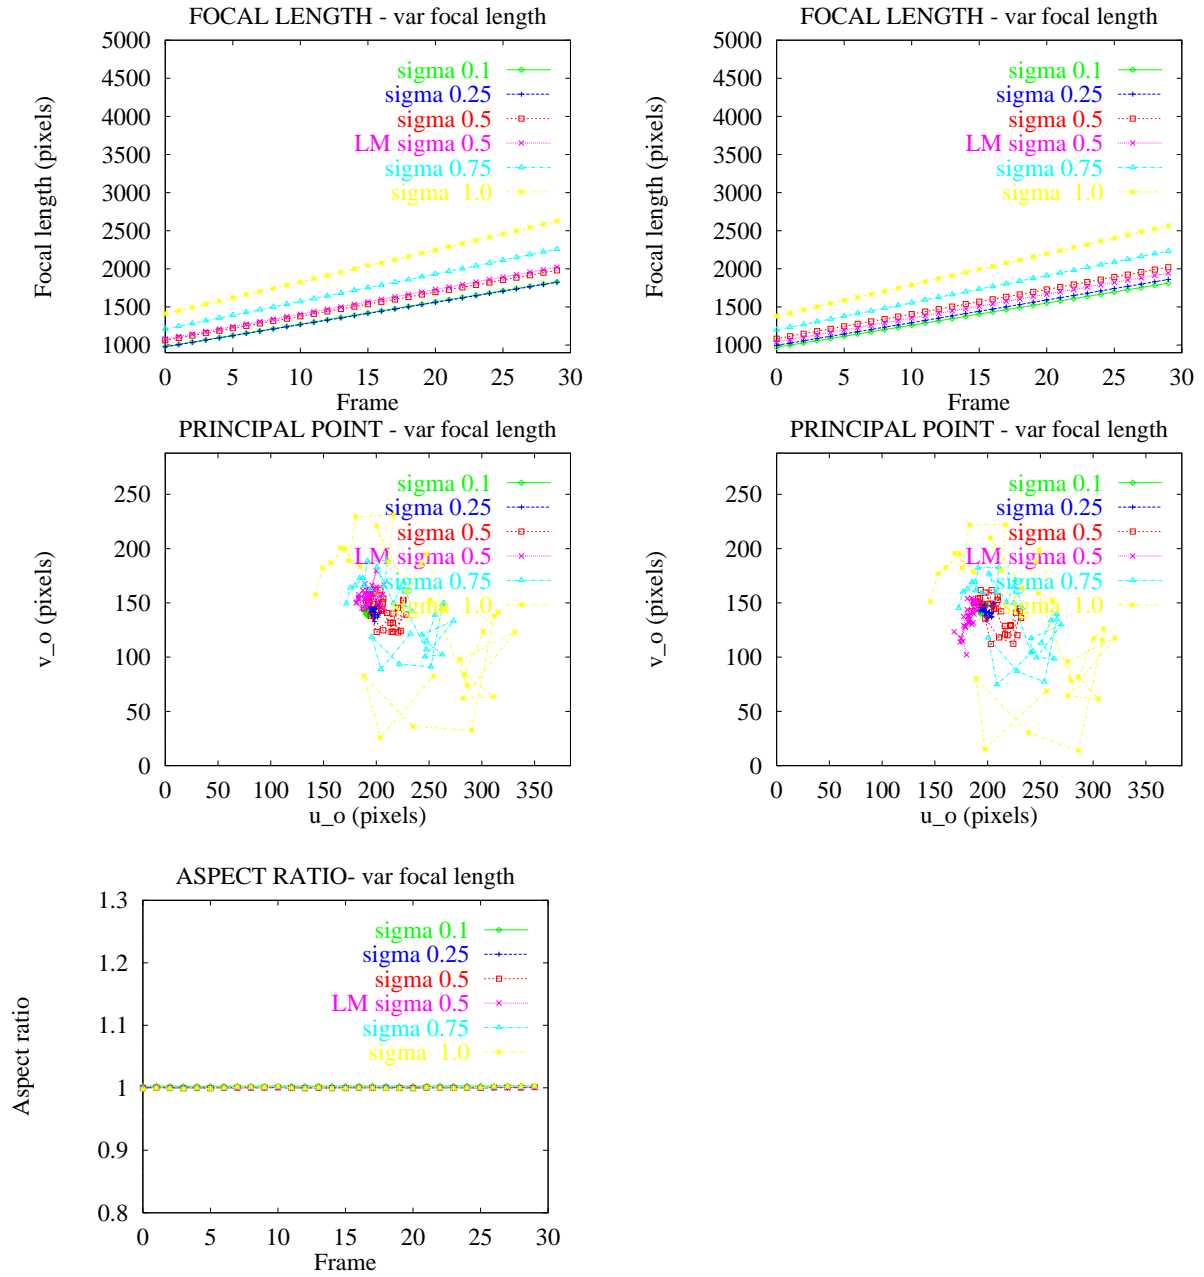 FOCAL LENGTH - var focal length
5000
4500
4000
3500
3000
2500
2000
1500
1000
Focal length (pixels)
sigma 0.1
sigma 0.25
sigma 0.5
LM sigma 0.5
sigma 0.75
sigma 1.0
0 5 10 15 20 25 30
Frame
FOCAL LENGTH - var focal length
5000
4500
4000
3500
3000
2500
2000
1500
1000
Focal length (pixels)
sigma 0.1
sigma 0.25
sigma 0.5
LM sigma 0.5
sigma 0.75
sigma 1.0
0 5 10 15 20 25 30
Frame
PRINCIPAL POINT - var focal length
250
200
150
100
50
0
v_o (pixels)
sigma 0.1
sigma 0.25
sigma 0.5
LM sigma 0.5
sigma 0.75
sigma 1.0
0 50 100 150 200 250 300 350
u_o (pixels)
PRINCIPAL POINT - var focal length
250
200
150
100
50
0
v_o (pixels)
sigma 0.1
sigma 0.25
sigma 0.5
LM sigma 0.5
sigma 0.75
sigma 1.0
0 50 100 150 200 250 300 350
u_o (pixels)
ASPECT RATIO- var focal length
1.3
1.2
1.1
1
0.9
0.8
Aspect ratio
sigma 0.1
sigma 0.25
sigma 0.5
LM sigma 0.5
sigma 0.75
sigma 1.0
0 5 10 15 20 25 30
Frame